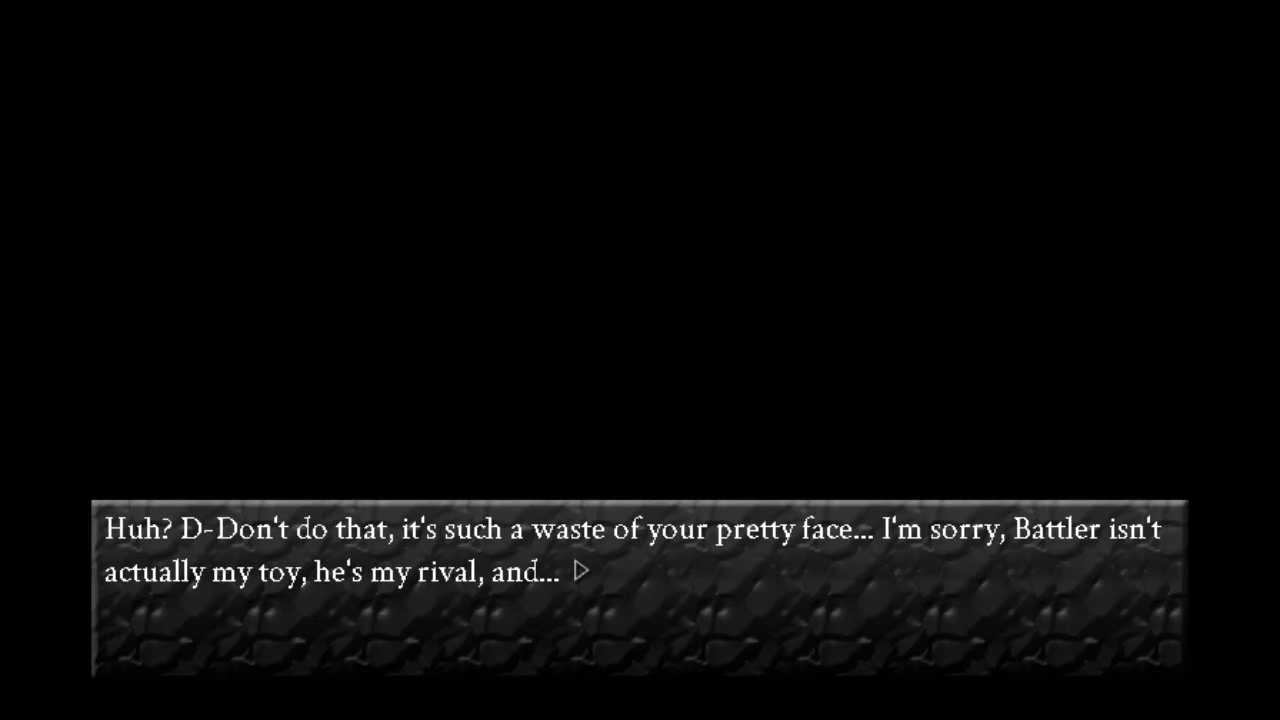 Huh? D-Don't do that, it's such a waste of your pretty face... I'm sorry, Battler isn't
actually my toy, he's my rival, and...